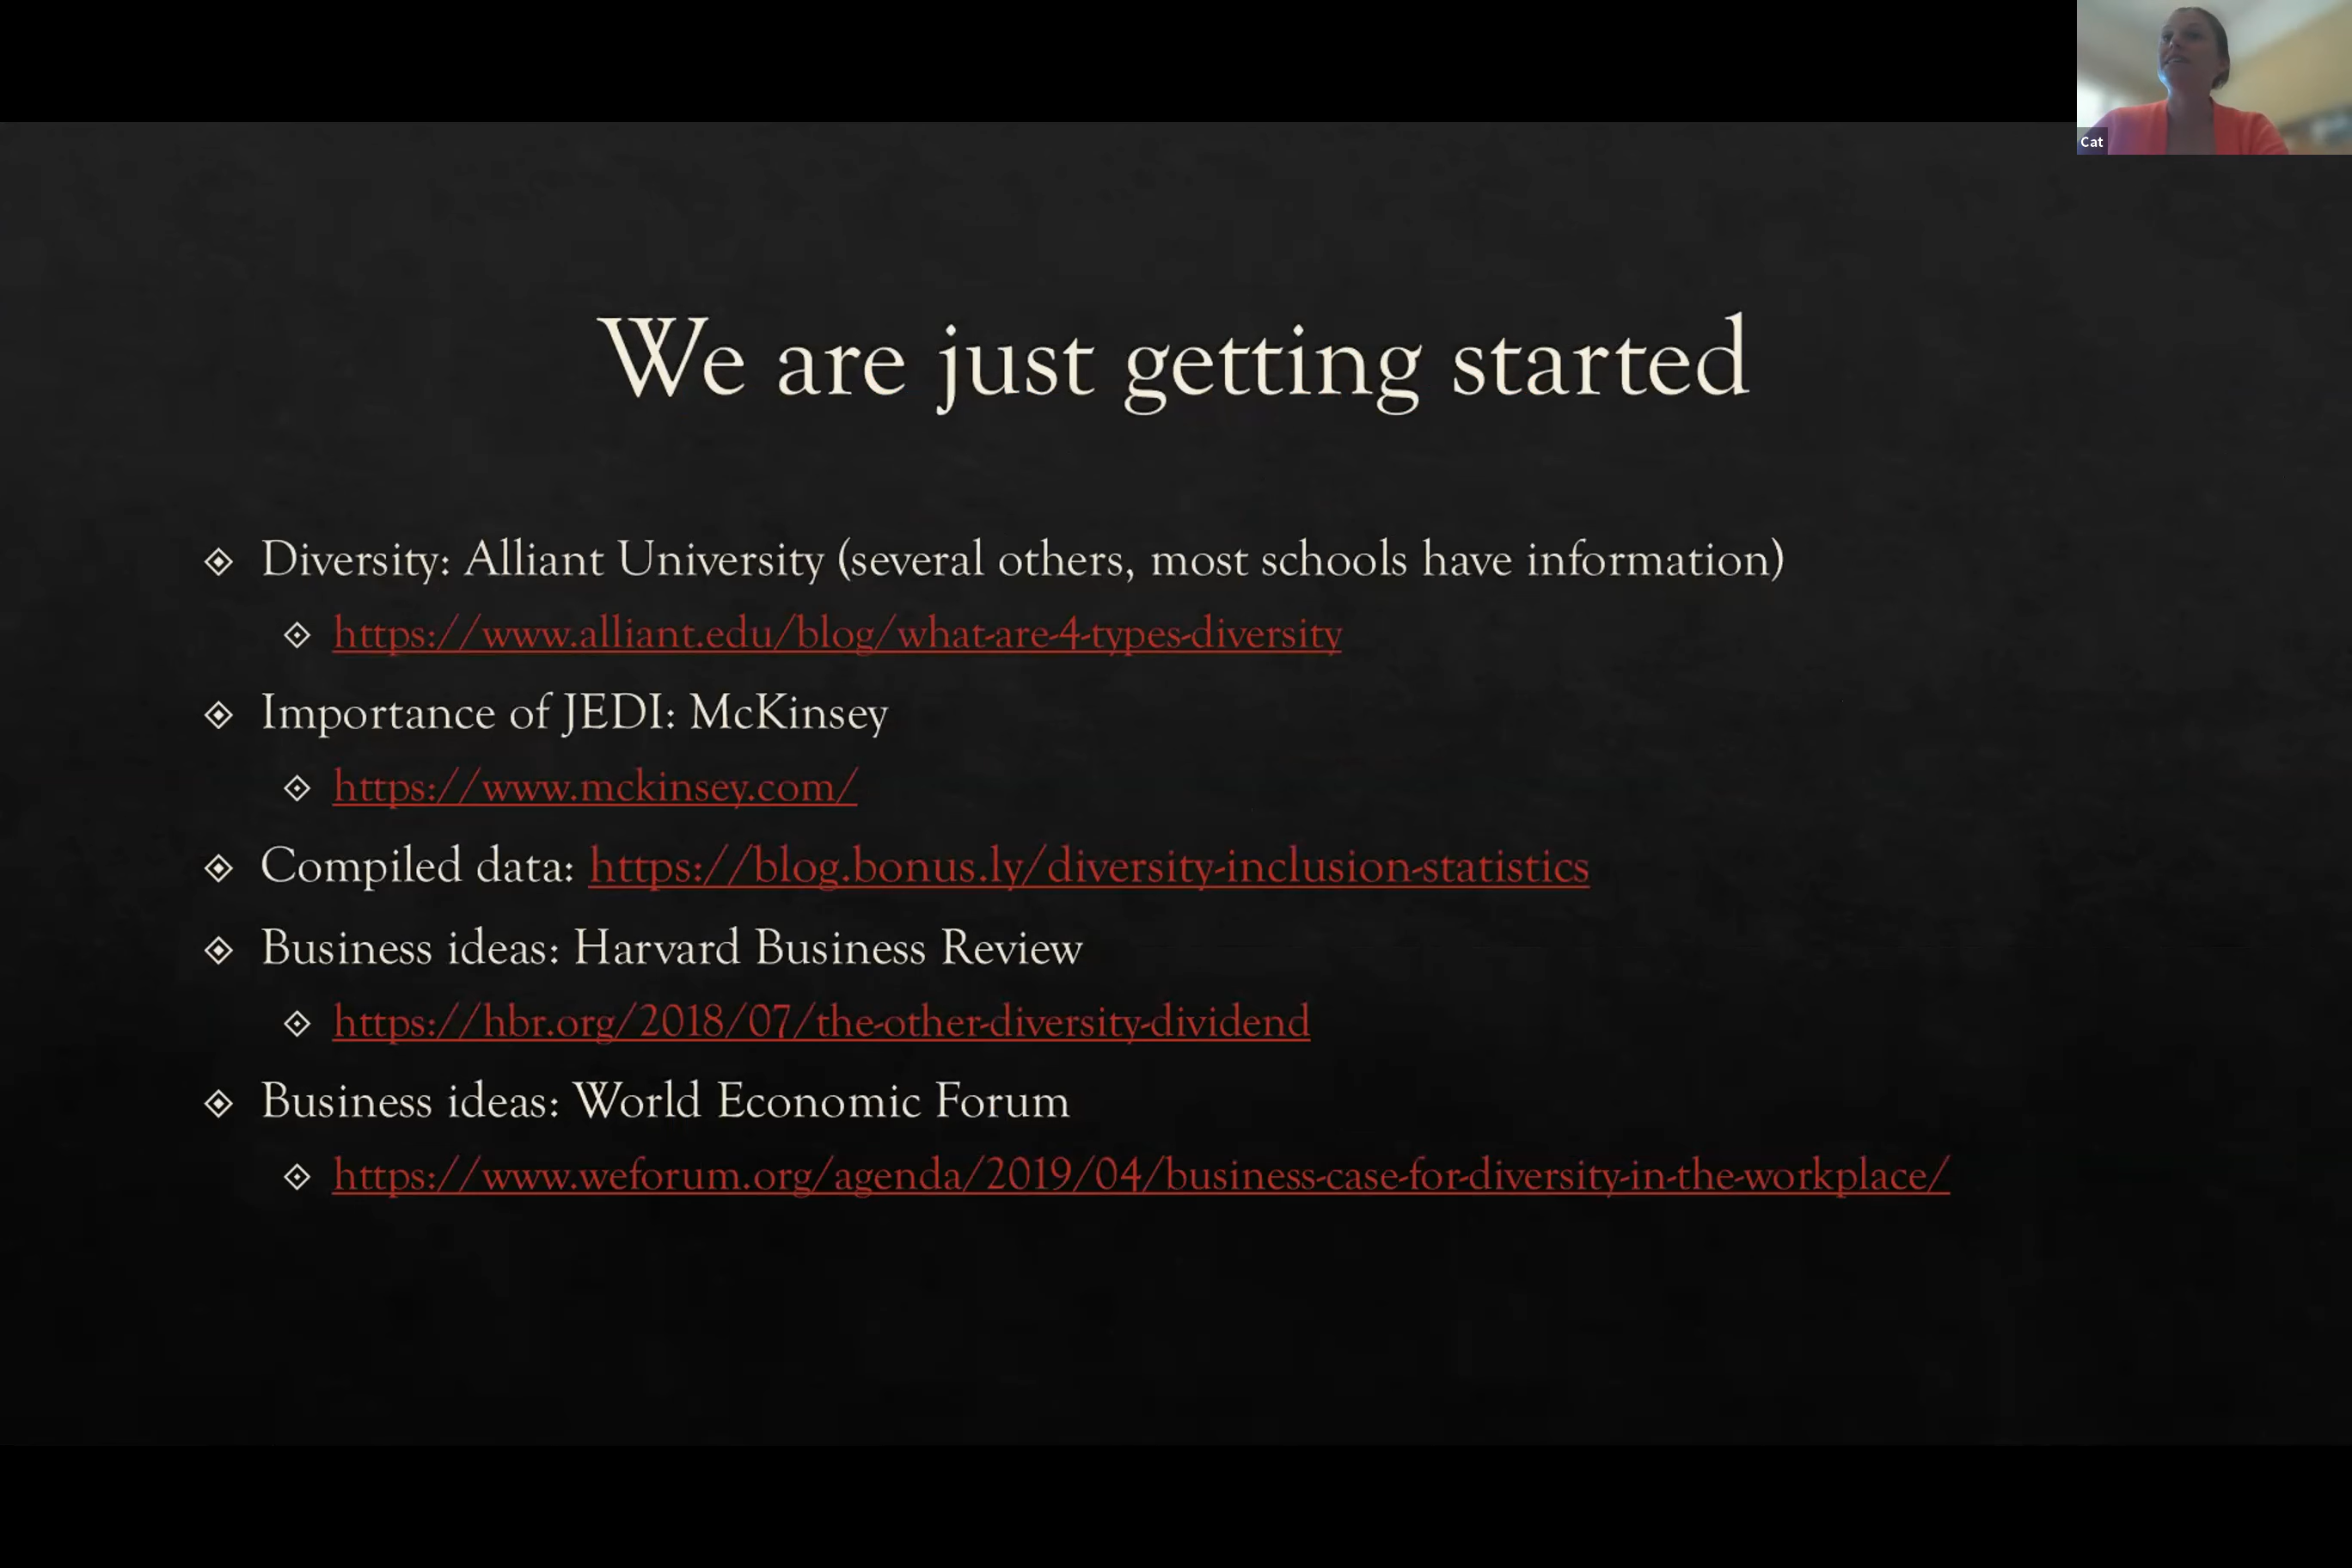 Cat
We are just getting started
Diversity: Alliant University (several others, most schools have information)
https://www.alliant.edu/blog/what-are-4-types-diversity
Importance of JEDI: McKinsey
https://www.mckinsey.com/
Compiled data: https://blog.bonus.ly/diversity-inclusion-statistics
Business ideas: Harvard Business Review
https://hbr.org/2018/07/the-other-diversity-dividend
Business ideas: World Economic Forum
https://www.weforum.org/agenda/2019/04/business-case-for-diversity-in-the-workplace/